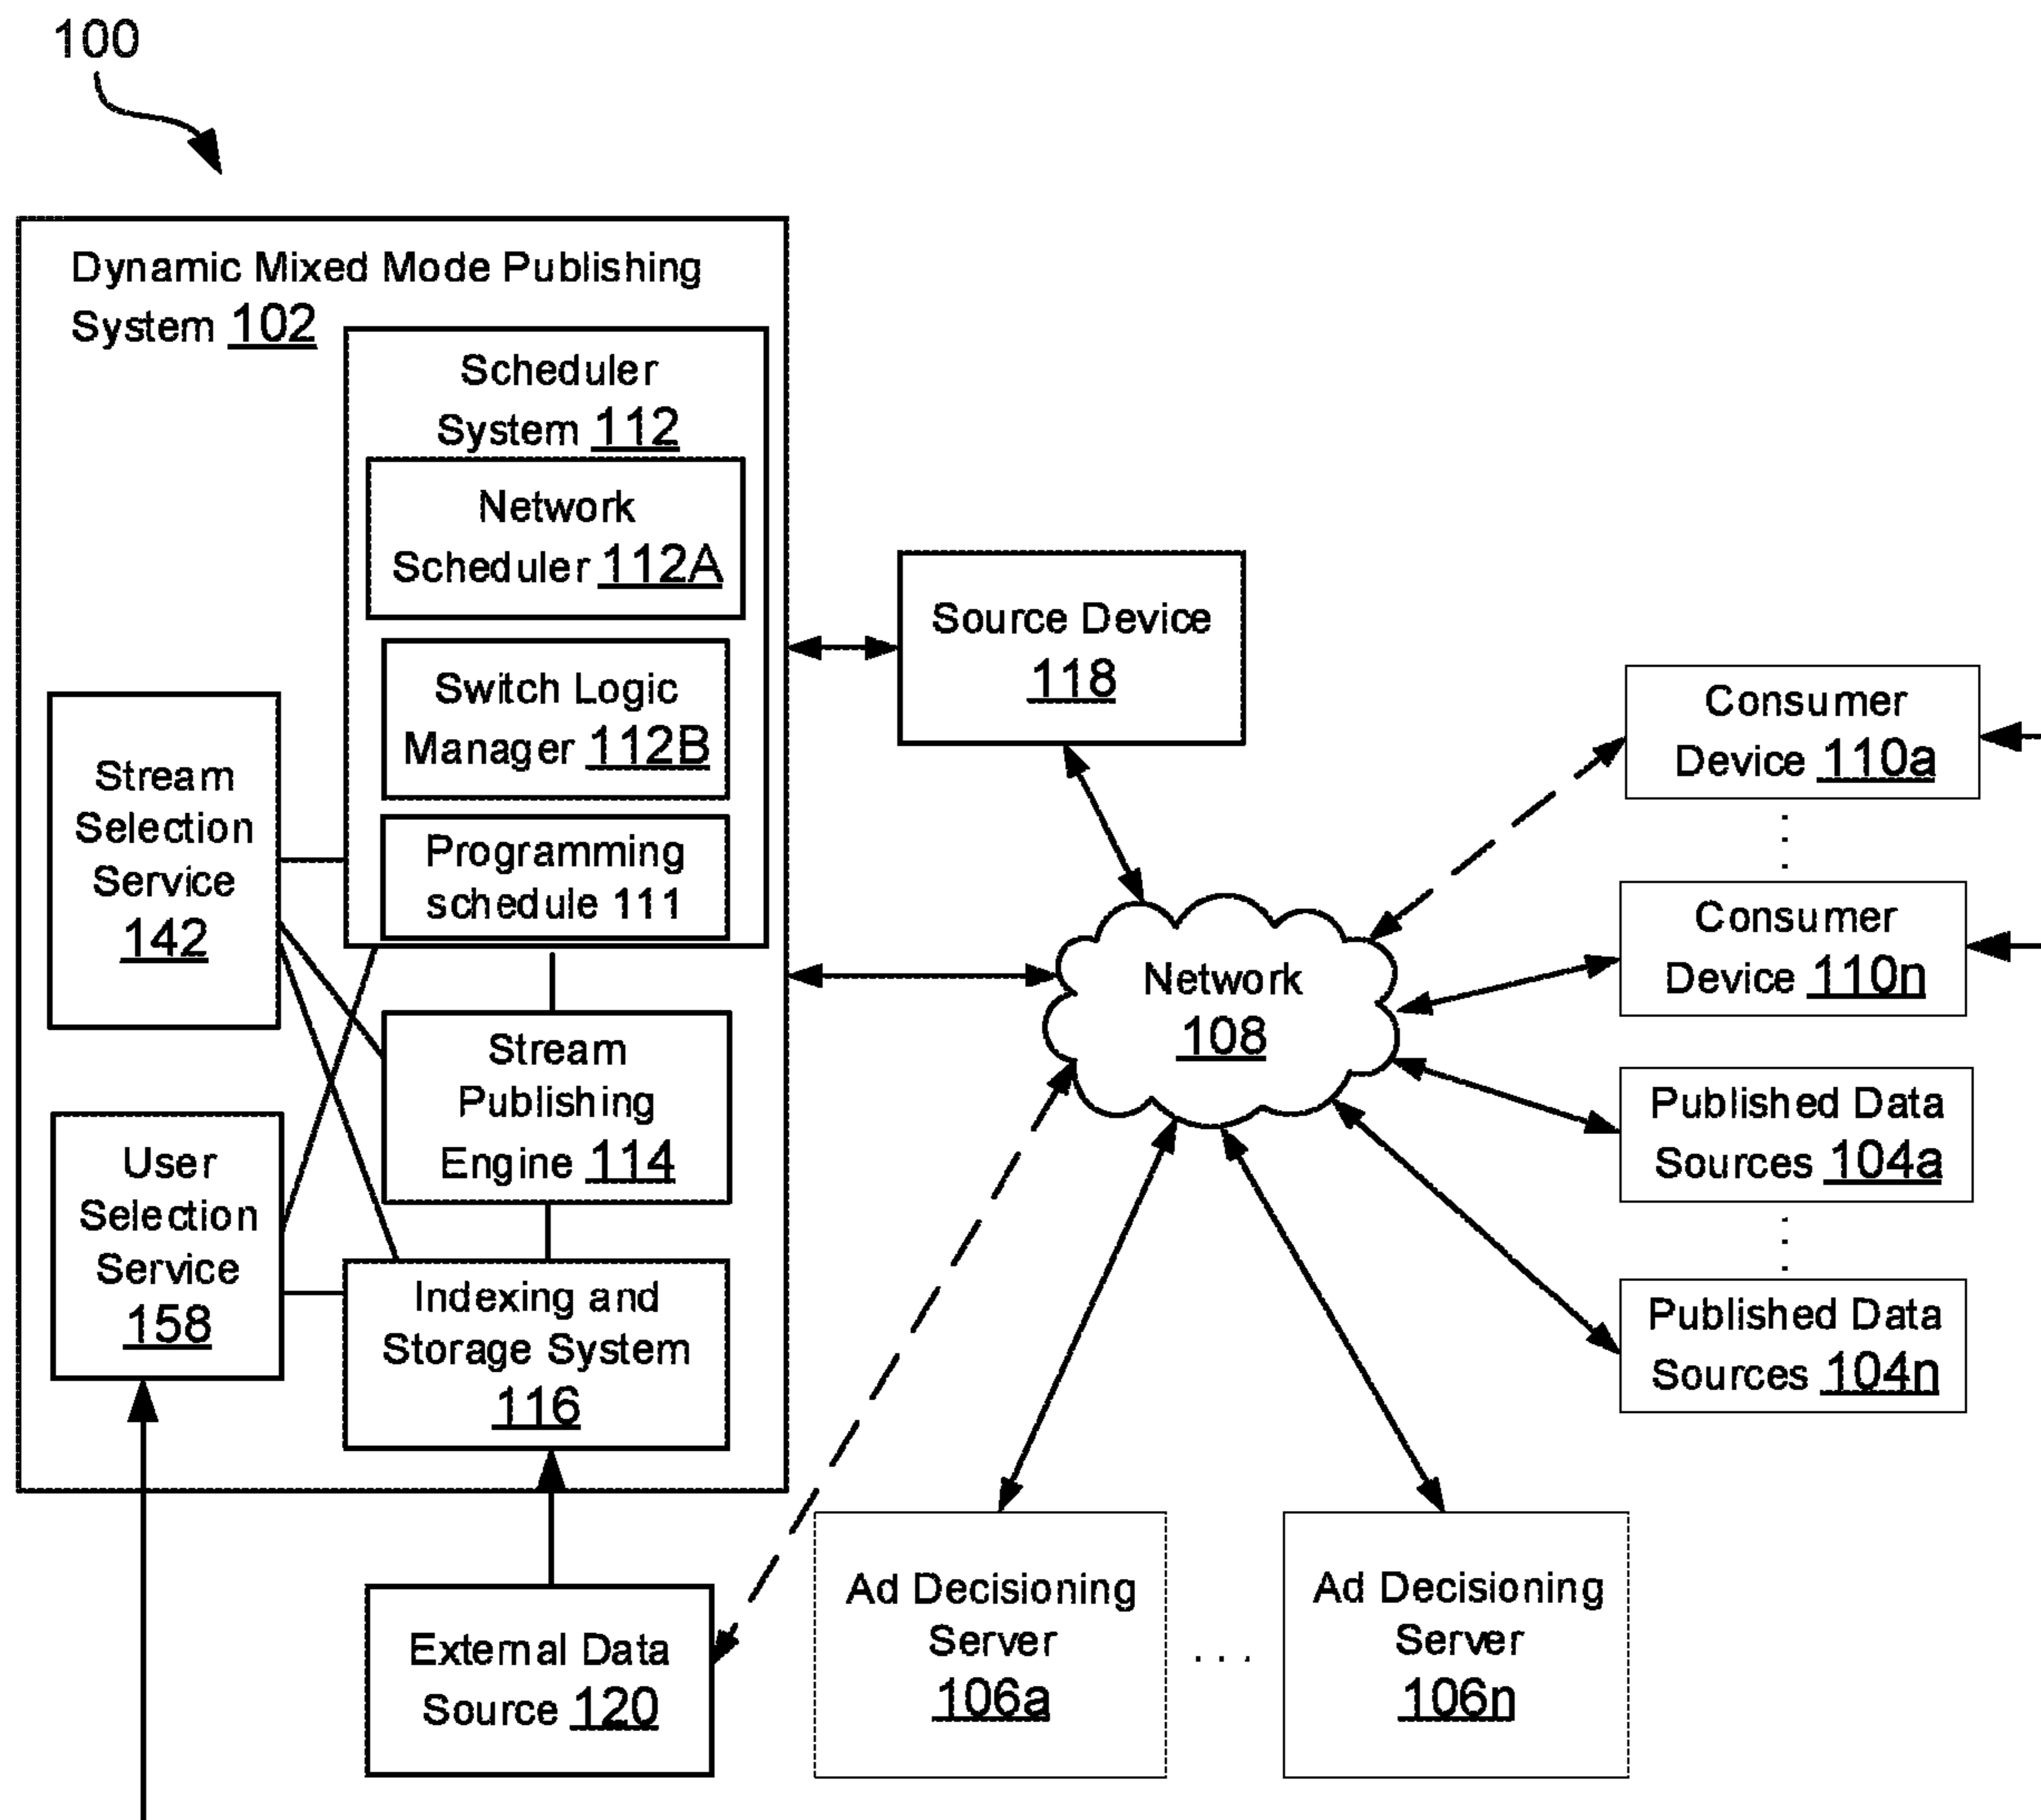 100
Dynamic Mixed Mode Publishing
System 102
Scheduler
System 112
Network
Scheduler 112A
Switch Logic
Manager 112B
Programming
schedule 111
Stream
Selection
Service
142
Stream
Publishing
Engine 114
User
Selection
Service
158
Indexing and
Storage System
116
External Data
Source 120
Source Device
118
Network
108
Consumer
Device 110a
Consumer
Device 110n
Published Data
Sources 104a
Published Data
Sources 104n
Ad Decisioning
Server
106a
. . .
Ad Decisioning
Server
106n